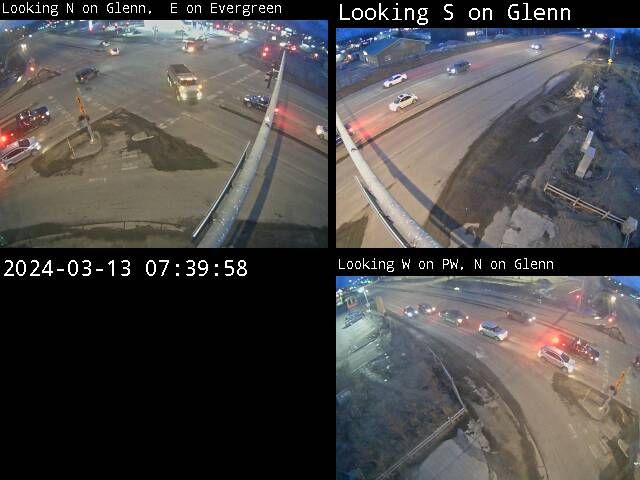 Looking N on Glenn,  E on Evergreen
Looking S on Glenn
2024-03-13 07:39:58
Looking W on PW, N on Glenn